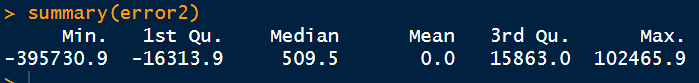 > summary(error2)
Min. 1st Qu. Median Mean 3rd Qu. Max.
-395730.9 -16313.9 509.5 0.0 15863.0 102465.9
>